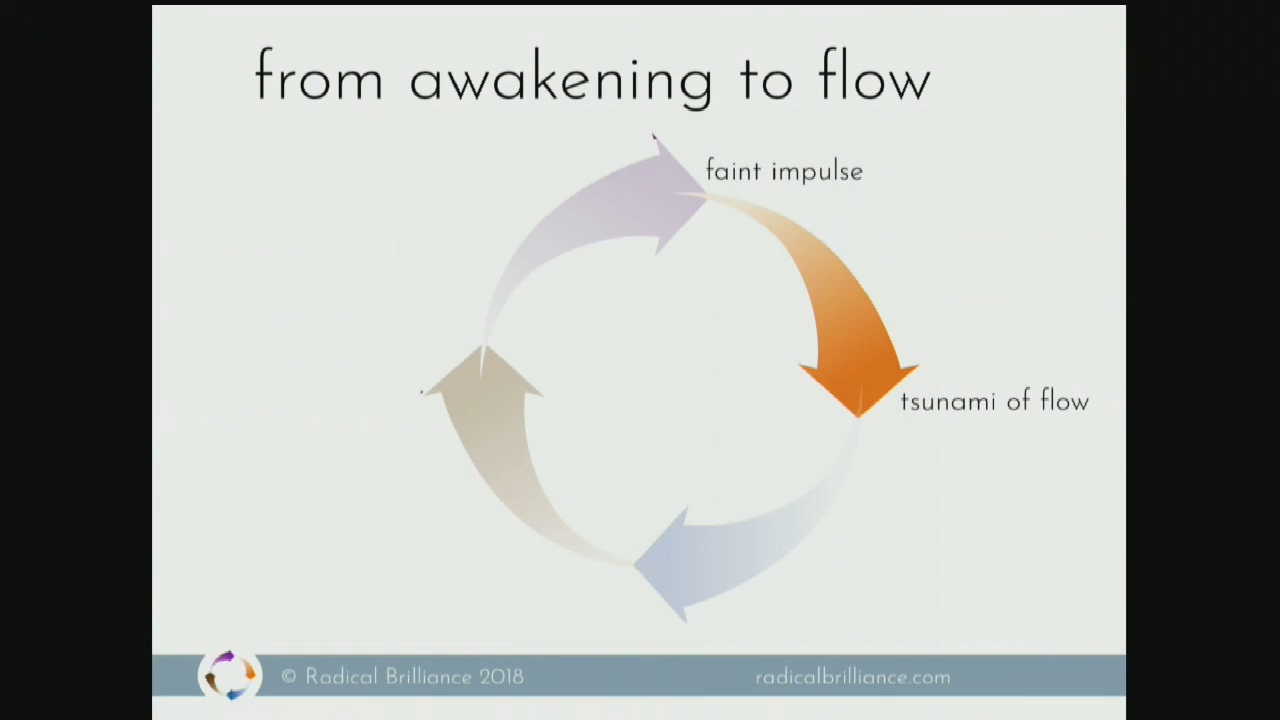 from awakening to flow
faint impulse
tsunami of flow
© Radical Brilliance 2018
radicalbrilliance.com